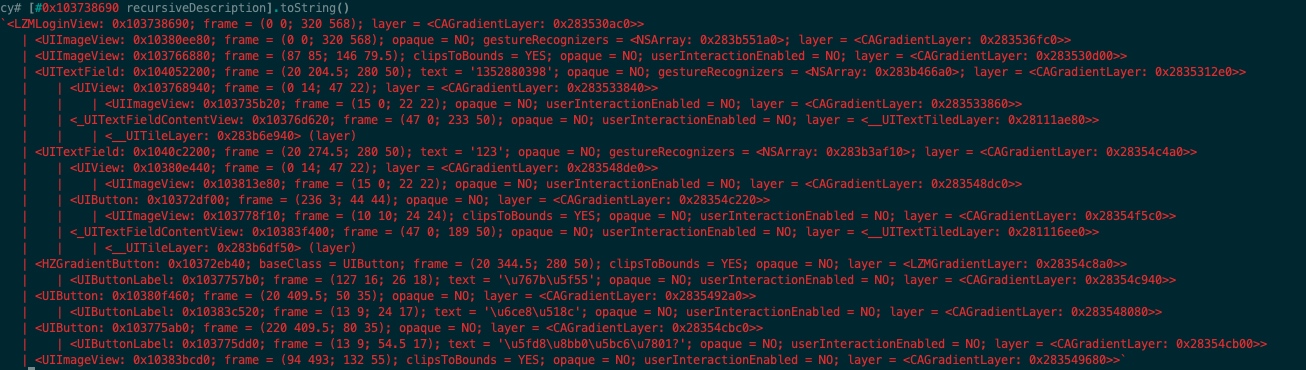 cy# [#0x103738690 recursiveDescription].toString()
`<LZMLoginView: 0x103738690; frame = (0 0; 320 568); layer = <CAGradientLayer: 0x283530ac0>>
   | <UIImageView: 0x10380ee80; frame = (0 0; 320 568); opaque = NO; gestureRecognizers = <NSArray: 0x283b551a0>; layer = <CAGradientLayer: 0x283536fc0>>
   | <UIImageView: 0x103766880; frame = (87 85; 146 79.5); clipsToBounds = YES; opaque = NO; userInteractionEnabled = NO; layer = <CAGradientLayer: 0x283530d00>>
   | <UITextField: 0x104052200; frame = (20 204.5; 280 50); text = '1352880398'; opaque = NO; gestureRecognizers = <NSArray: 0x283b466a0>; layer = <CAGradientLayer: 0x2835312e0>>
   |    | <UIView: 0x103768940; frame = (0 14; 47 22); layer = <CAGradientLayer: 0x283533840>>
   |    |    | <UIImageView: 0x103735b20; frame = (15 0; 22 22); opaque = NO; userInteractionEnabled = NO; layer = <CAGradientLayer: 0x283533860>>
   |    | <_UITextFieldContentView: 0x10376d620; frame = (47 0; 233 50); opaque = NO; userInteractionEnabled = NO; layer = <__UITextTiledLayer: 0x28111ae80>>
   |    |    | <__UITileLayer: 0x283b6e940> (layer)
   | <UITextField: 0x1040c2200; frame = (20 274.5; 280 50); text = '123'; opaque = NO; gestureRecognizers = <NSArray: 0x283b3af10>; layer = <CAGradientLayer: 0x28354c4a0>>
   |    | <UIView: 0x10380e440; frame = (0 14; 47 22); layer = <CAGradientLayer: 0x283548de0>>
   |    |    | <UIImageView: 0x103813e80; frame = (15 0; 22 22); opaque = NO; userInteractionEnabled = NO; layer = <CAGradientLayer: 0x283548dc0>>
   |    | <UIButton: 0x10372df00; frame = (236 3; 44 44); opaque = NO; layer = <CAGradientLayer: 0x28354c220>>
   |    |    | <UIImageView: 0x103778f10; frame = (10 10; 24 24); clipsToBounds = YES; opaque = NO; userInteractionEnabled = NO; layer = <CAGradientLayer: 0x28354f5c0>>
   |    | <_UITextFieldContentView: 0x10383f400; frame = (47 0; 189 50); opaque = NO; userInteractionEnabled = NO; layer = <__UITextTiledLayer: 0x281116ee0>>
   |    |    | <__UITileLayer: 0x283b6df50> (layer)
   | <HZGradientButton: 0x10372eb40; baseClass = UIButton; frame = (20 344.5; 280 50); clipsToBounds = YES; opaque = NO; layer = <LZMGradientLayer: 0x28354c8a0>>
   |    | <UIButtonLabel: 0x1037757b0; frame = (127 16; 26 18); text = '\u767b\u5f55'; opaque = NO; userInteractionEnabled = NO; layer = <CAGradientLayer: 0x28354c940>>
   | <UIButton: 0x10380f460; frame = (20 409.5; 50 35); opaque = NO; layer = <CAGradientLayer: 0x2835492a0>>
   |    | <UIButtonLabel: 0x10383c520; frame = (13 9; 24 17); text = '\u6ce8\u518c'; opaque = NO; userInteractionEnabled = NO; layer = <CAGradientLayer: 0x283548080>>
   | <UIButton: 0x103775ab0; frame = (220 409.5; 80 35); opaque = NO; layer = <CAGradientLayer: 0x28354cbc0>>
   |    | <UIButtonLabel: 0x103775dd0; frame = (13 9; 54.5 17); text = '\u5fd8\u8bb0\u5bc6\u7801?'; opaque = NO; userInteractionEnabled = NO; layer = <CAGradientLayer: 0x28354cb00>>
   | <UIImageView: 0x10383bcd0; frame = (94 493; 132 55); clipsToBounds = YES; opaque = NO; userInteractionEnabled = NO; layer = <CAGradientLayer: 0x283549680>>`